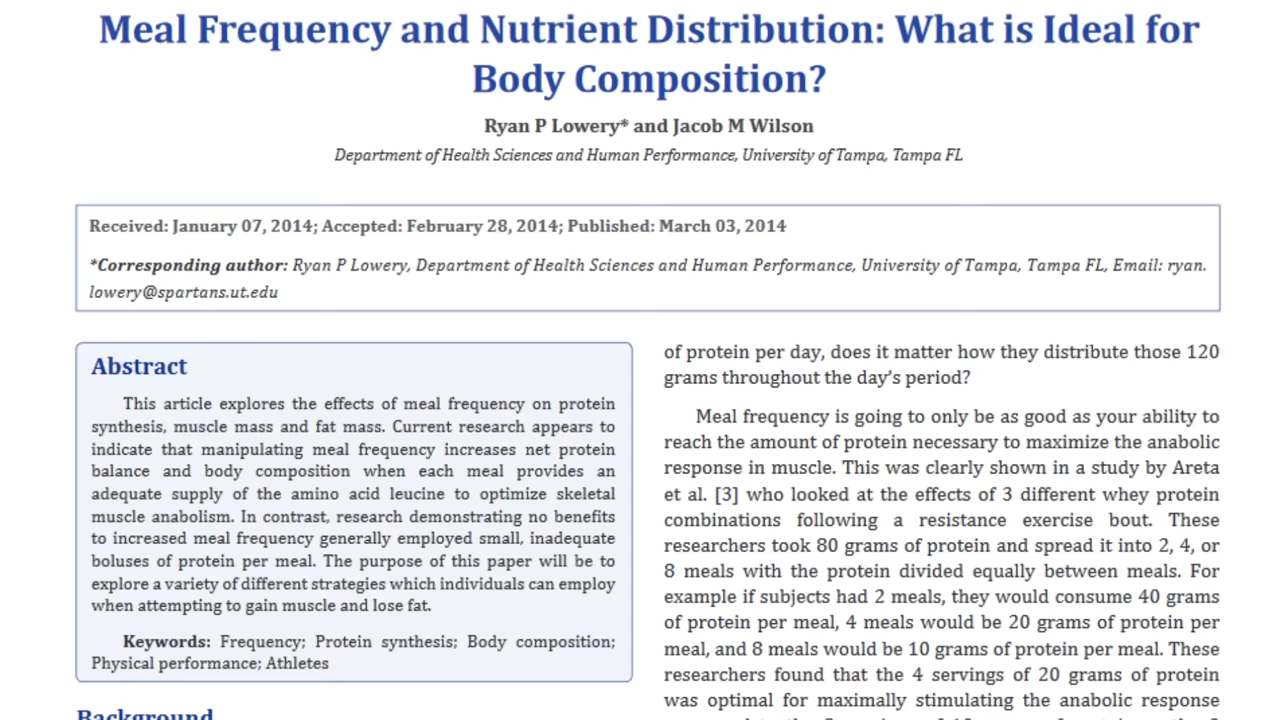 Meal Frequency and Nutrient Distribution: What is Ideal for
Body Composition?
Ryan P Lowery* and Jacob M Wilson
Department of Health Sciences and Human Performance, University of Tampa, Tampa FL
Received: January 07, 2014; Accepted: February 28, 2014; Published: March 03, 2014
*Corresponding author: Ryan P Lowery, Department of Health Sciences and Human Performance, University of Tampa, Tampa FL, Email: ryan.
lowery@spartans.ut.edu
Abstract
This article explores the effects of meal frequency on protein
synthesis, muscle mass and fat mass. Current research appears to
indicate that manipulating meal frequency increases net protein
balance and body composition when each meal provides an
adequate supply of the amino acid leucine to optimize skeletal
muscle anabolism. In contrast, research demonstrating no benefits
to increased meal frequency generally employed small, inadequate
boluses of protein per meal. The purpose of this paper will be to
explore a variety of different strategies which individuals can employ
when attempting to gain muscle and lose fat.
Keywords: Frequency; Protein synthesis; Body composition;
Physical performance; Athletes
Background
of protein per day, does it matter how they distribute those 120
grams throughout the day's period?
Meal frequency is going to only be as good as your ability to
reach the amount of protein necessary to maximize the anabolic
response in muscle. This was clearly shown in a study by Areta
et al. [3] who looked at the effects of 3 different whey protein
combinations following a resistance exercise bout. These
researchers took 80 grams of protein and spread it into 2, 4, or
8 meals with the protein divided equally between meals. For
example if subjects had 2 meals, they would consume 40 grams
of protein per meal, 4 meals would be 20 grams of protein per
meal, and 8 meals would be 10 grams of protein per meal. These
researchers found that the 4 servings of 20 grams of protein
was optimal for maximally stimulating the anabolic response